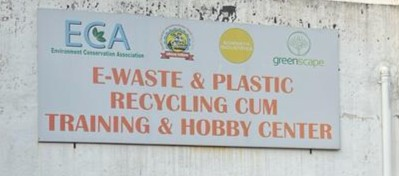 ECA
Environment Conservation Association
greenscape
E-WASTE & PLASTIC
RECYCLING CUM
TRAINING & HOBBY CENTER